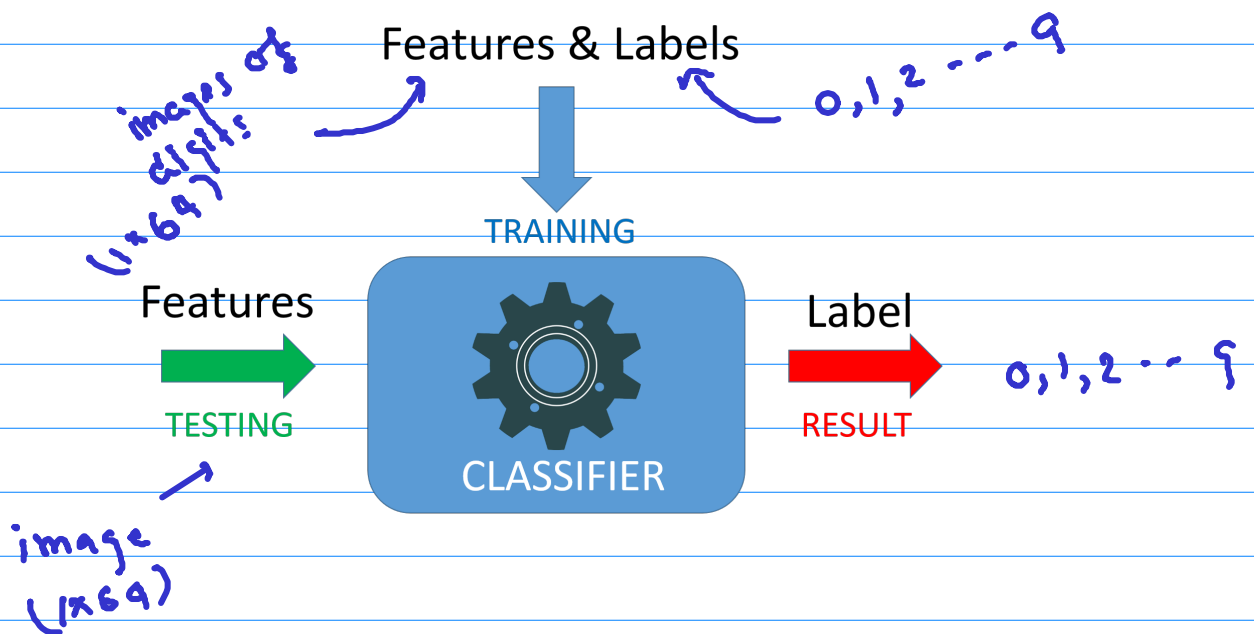 Features & Labels
images of
digits
(1x64)
0,1,2 ---- 9
TRAINING
Features
TESTING
CLASSIFIER
Label
RESULT
0,1,2 -- 9
image
(1x64)